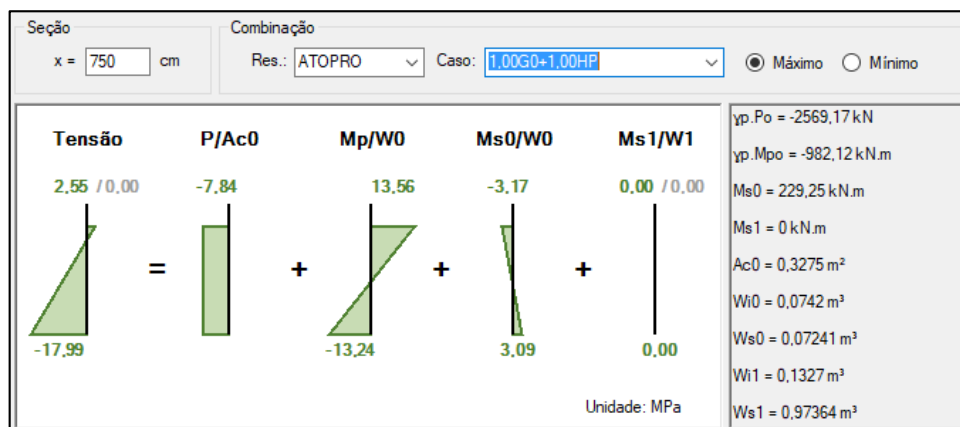 Seção
x = 750 cm
Combinação
Res.: ATOPRO Caso: 1,00G0+1,00HP Máximo Mínimo
Tensão P/Ac0 Mp/W0 Ms0/W0 Ms1/W1
2,55 / 0,00 -7,84 13,56 -3,17 0,00 / 0,00
= + + +
-17,99 -13,24 3,09 0,00
Unidade: MPa
γp.Po = -2569,17 kN
γp.Mpo = -982,12 kN.m
Ms0 = 229,25 kN.m
Ms1 = 0 kN.m
Ac0 = 0,3275 m²
Wi0 = 0,0742 m³
Ws0 = 0,07241 m³
Wi1 = 0,1327 m³
Ws1 = 0,97364 m³